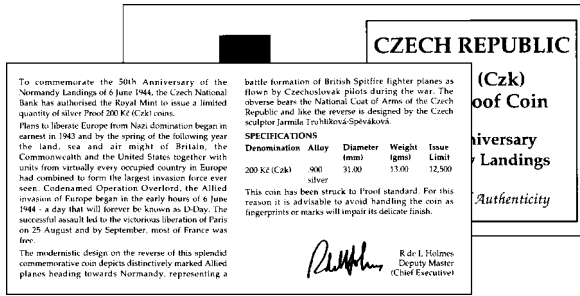 CZECH REPUBLIC
(Czk)
oof Coin
niversary
Landings
Authenticity
To commemorate the 50th Anniversary of the
Normandy Landings of 6 June 1944, the Czech National
Bank has authorised the Royal Mint to issue a limited
quantity of silver Proof 200 Kč (Czk) coins.
Plans to liberate Europe from Nazi domination began in
earnest in 1943 and by the spring of the following year
the land, sea and air might of Britain, the
Commonwealth and the United States together with
units from virtually every occupied country in Europe
had combined to form the largest invasion force ever
seen. Codenamed Operation Overlord, the Allied
invasion of Europe began in the early hours of 6 June
1944 - a day that will forever be known as D-Day. The
successful assault led to the victorious liberation of Paris
on 25 August and by September, most of France was
free.
The modernistic design on the reverse of this splendid
commemorative coin depicts distinctively marked Allied
planes heading towards Normandy, representing a
battle formation of British Spitfire fighter planes as
flown by Czechoslovak pilots during the war. The
obverse bears the National Coat of Arms of the Czech
Republic and like the reverse is designed by the Czech
sculptor Jarmila Truhlíková-Spěváková.
SPECIFICATIONS
Denomination Alloy Diameter Weight Issue
(mm) (gms) Limit
200 Kč (Czk) .900 31.00 13.00 12,500
silver
This coin has been struck to Proof standard. For this
reason it is advisable to avoid handling the coin as
fingerprints or marks will impair its delicate finish.
R de L Holmes
Deputy Master
(Chief Executive)